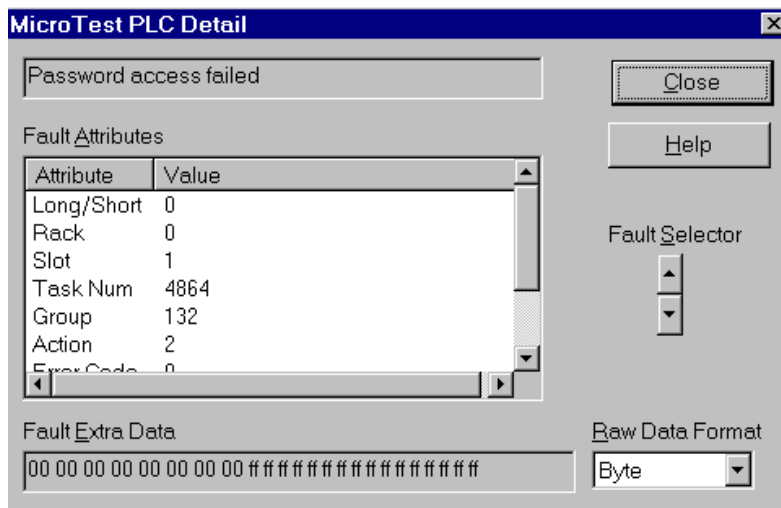 MicroTest PLC Detail
Password access failed
Close
Help
Fault Attributes
Attribute Value
Long/Short 0
Rack 0
Slot 1
Task Num 4864
Group 132
Action 2
Error Code 0
Fault Selector
Fault Extra Data
00 00 00 00 00 00 00 00 ff ff ff ff ff ff ff ff ff ff ff ff ff ff ff ff
Raw Data Format
Byte